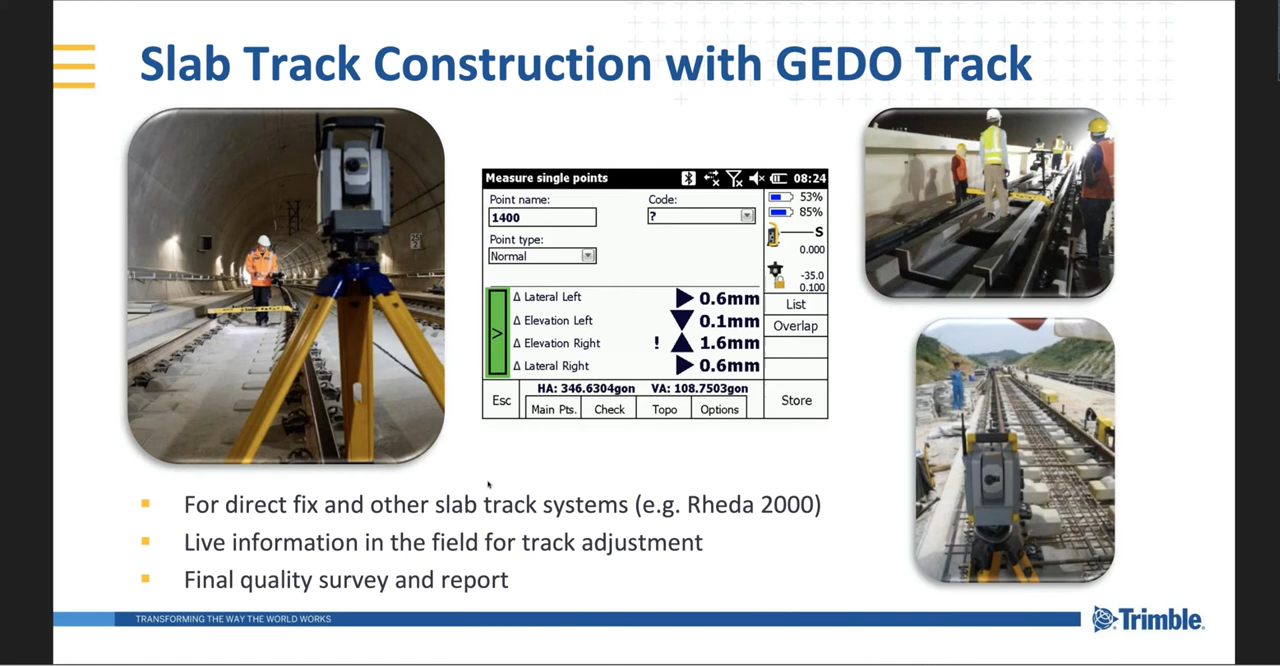 Slab Track Construction with GEDO Track
Measure single points 08:24
Point name:
1400
Code:
?
Point type:
Normal
53%
85%
S
0.000
-35.0
0.100
List
Overlap
Δ Lateral Left 0.6mm
Δ Elevation Left 0.1mm
Δ Elevation Right ! 1.6mm
Δ Lateral Right 0.6mm
>
HA: 346.6304gon VA: 108.7503gon
Esc Main Pts. Check Topo Options Store
For direct fix and other slab track systems (e.g. Rheda 2000)
Live information in the field for track adjustment
Final quality survey and report
TRANSFORMING THE WAY THE WORLD WORKS
Trimble